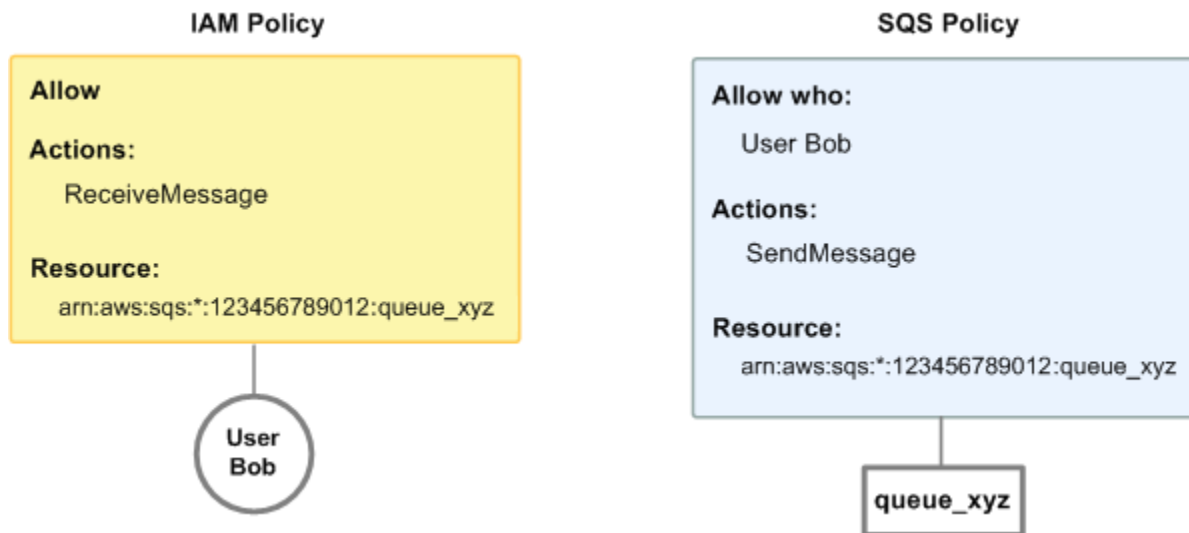 IAM Policy
Allow
Actions:
ReceiveMessage
Resource:
arn:aws:sqs:*:123456789012:queue_xyz
User
Bob
SQS Policy
Allow who:
User Bob
Actions:
SendMessage
Resource:
arn:aws:sqs:*:123456789012:queue_xyz
queue_xyz